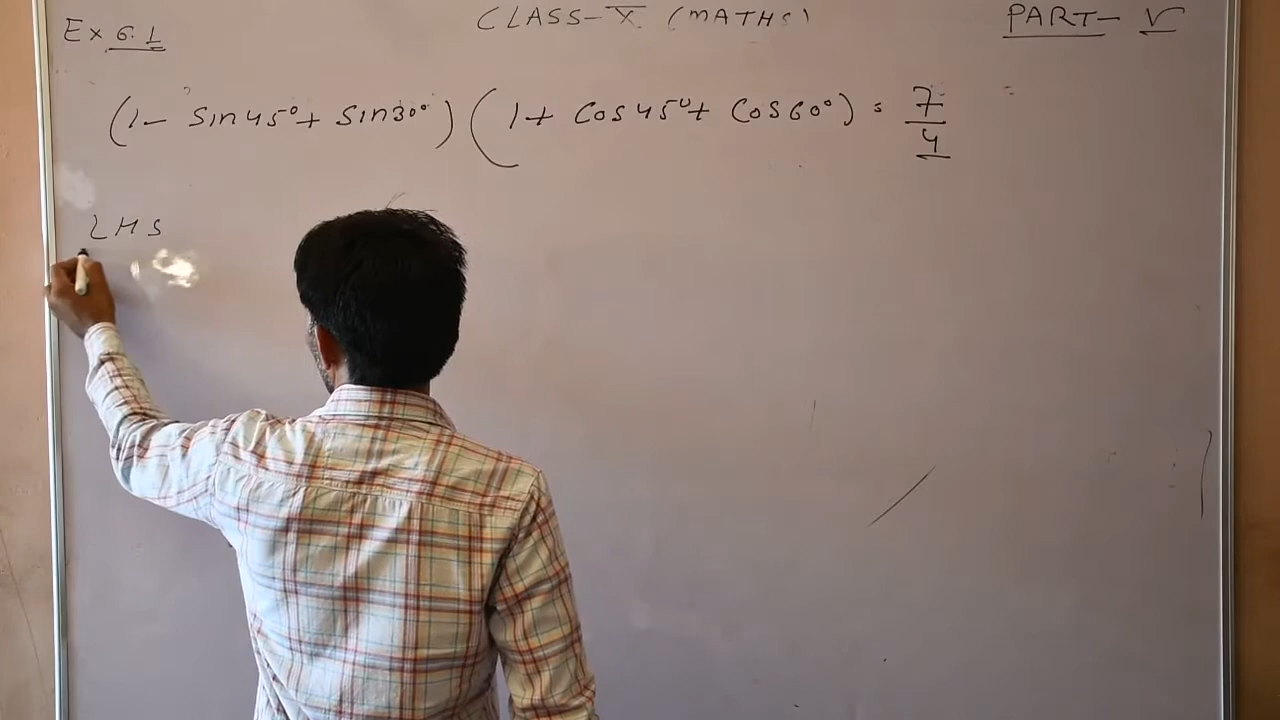 Ex 6.1 CLASS-X (MATHS) PART-V
(1- Sin45°+ Sin30°) (1+ Cos45°+ Cos60°) = 7/4
LHS